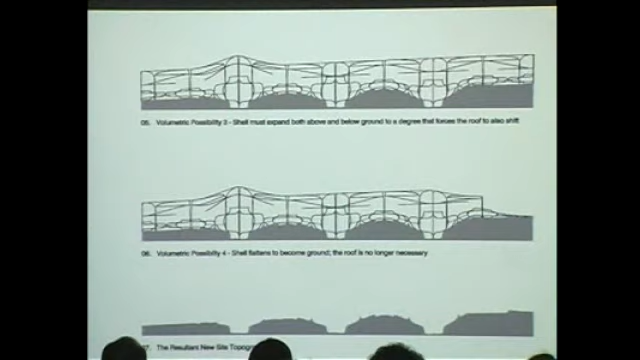 05. Volumetric Possibility 3 - Shell must expand both above and below ground to a degree that forces the roof to also shift
06. Volumetric Possibility 4 - Shell flattens to become ground; the roof is no longer necessary
07. The Resultant New Site